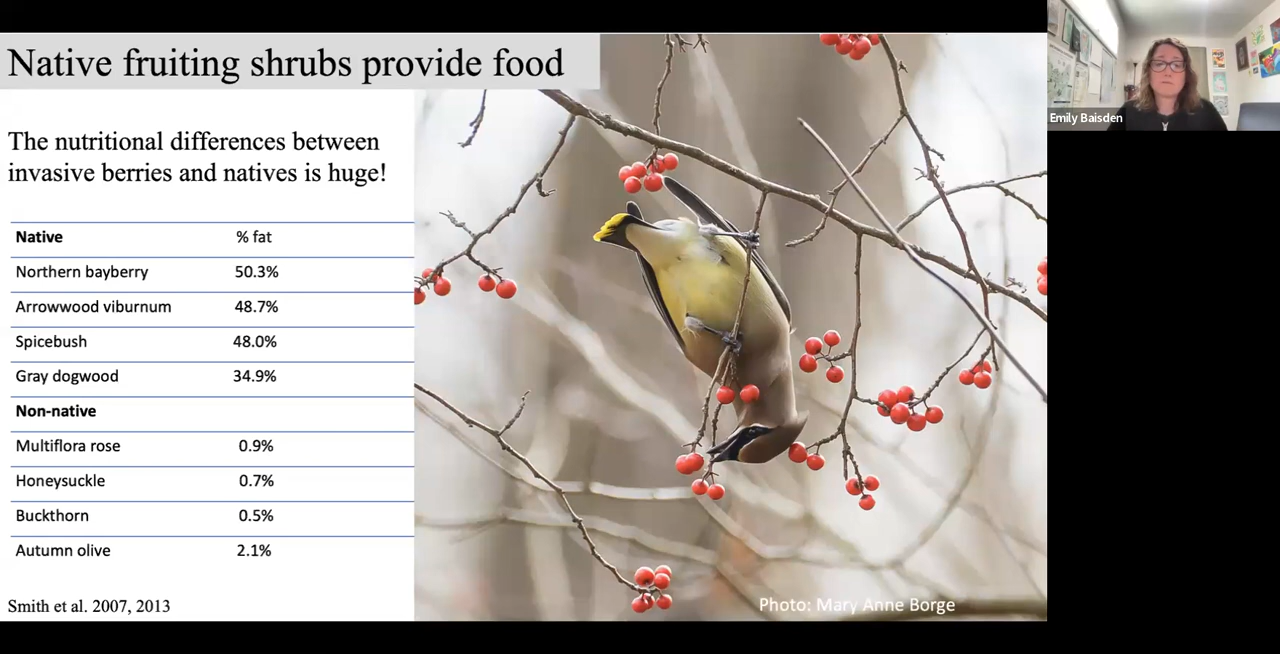 Native fruiting shrubs provide food
The nutritional differences between
invasive berries and natives is huge!
Native % fat
Northern bayberry 50.3%
Arrowwood viburnum 48.7%
Spicebush 48.0%
Gray dogwood 34.9%
Non-native
Multiflora rose 0.9%
Honeysuckle 0.7%
Buckthorn 0.5%
Autumn olive 2.1%
Smith et al. 2007, 2013
Photo: Mary Anne Borge
Emily Baisden